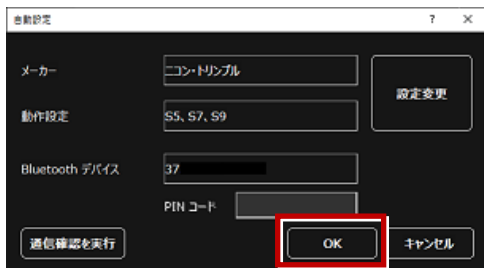 自動設定 ? ×
メーカー ニコン・トリンブル
設定変更
動作設定 S5、S7、S9
Bluetooth デバイス 37
PIN コード
通信確認を実行 OK キャンセル